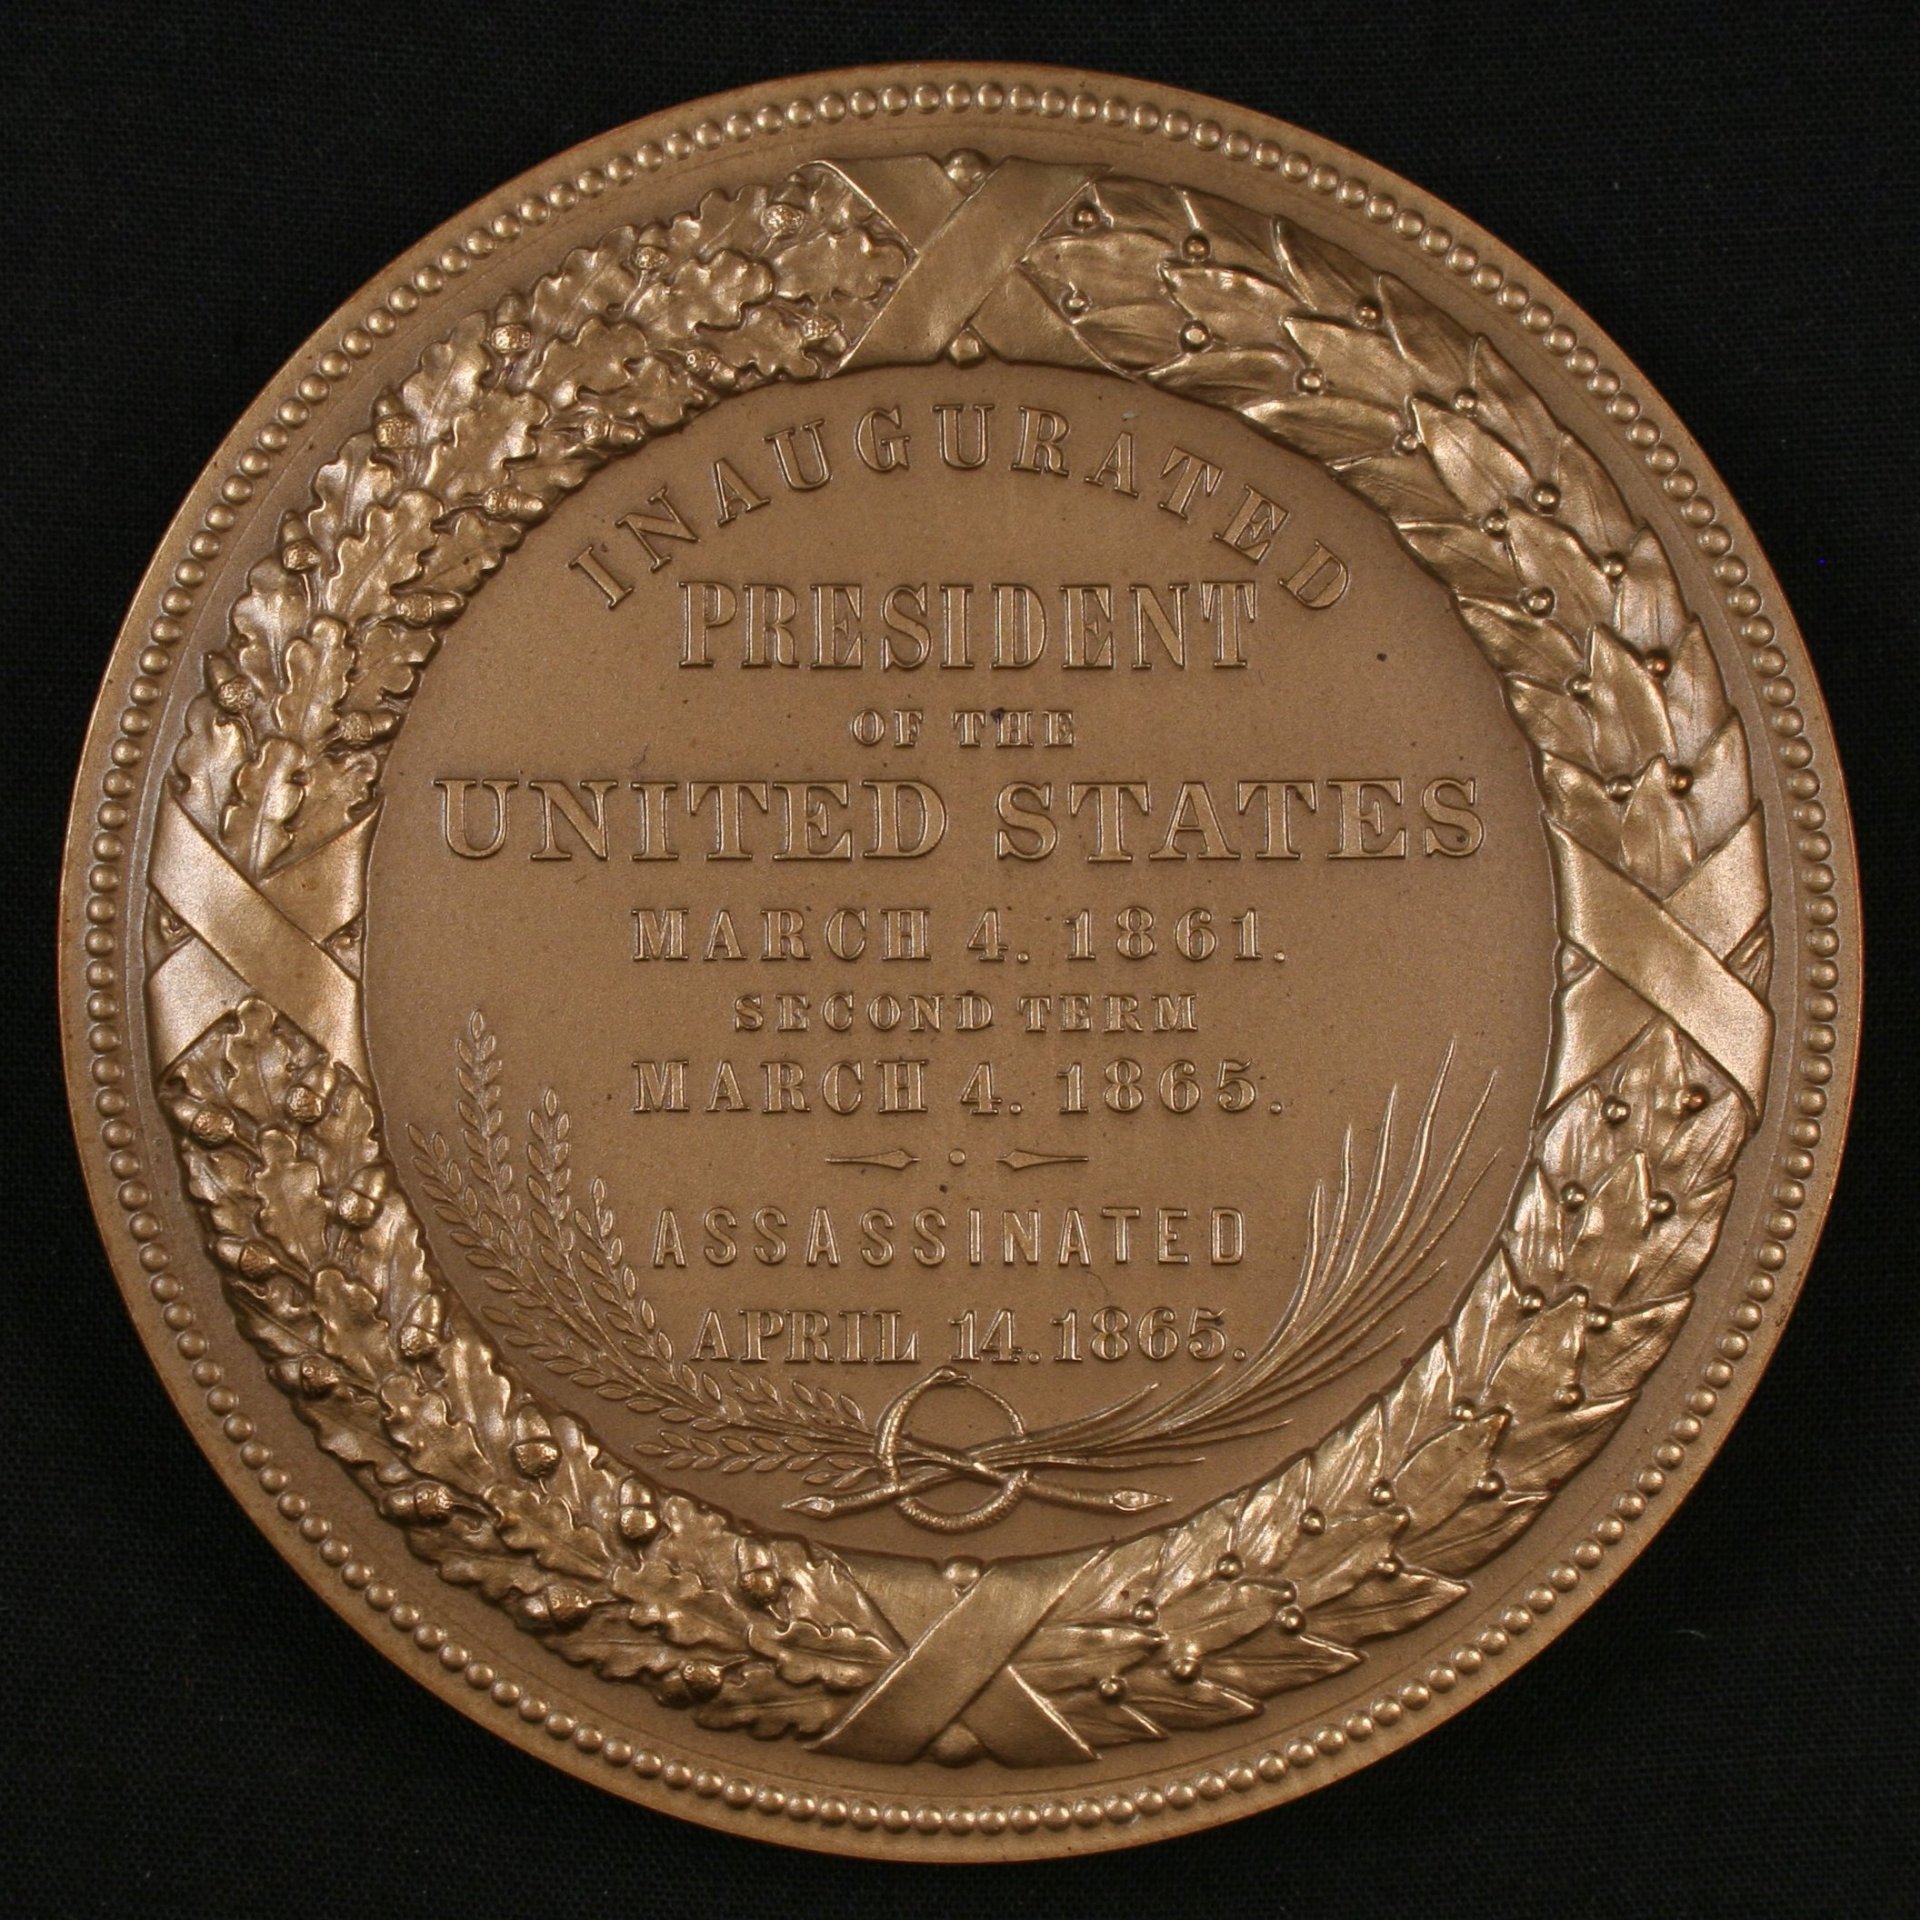 INAUGURATED
PRESIDENT
OF THE
UNITED STATES
MARCH 4. 1861.
SECOND TERM
MARCH 4. 1865.
ASSASSINATED
APRIL 14. 1865.